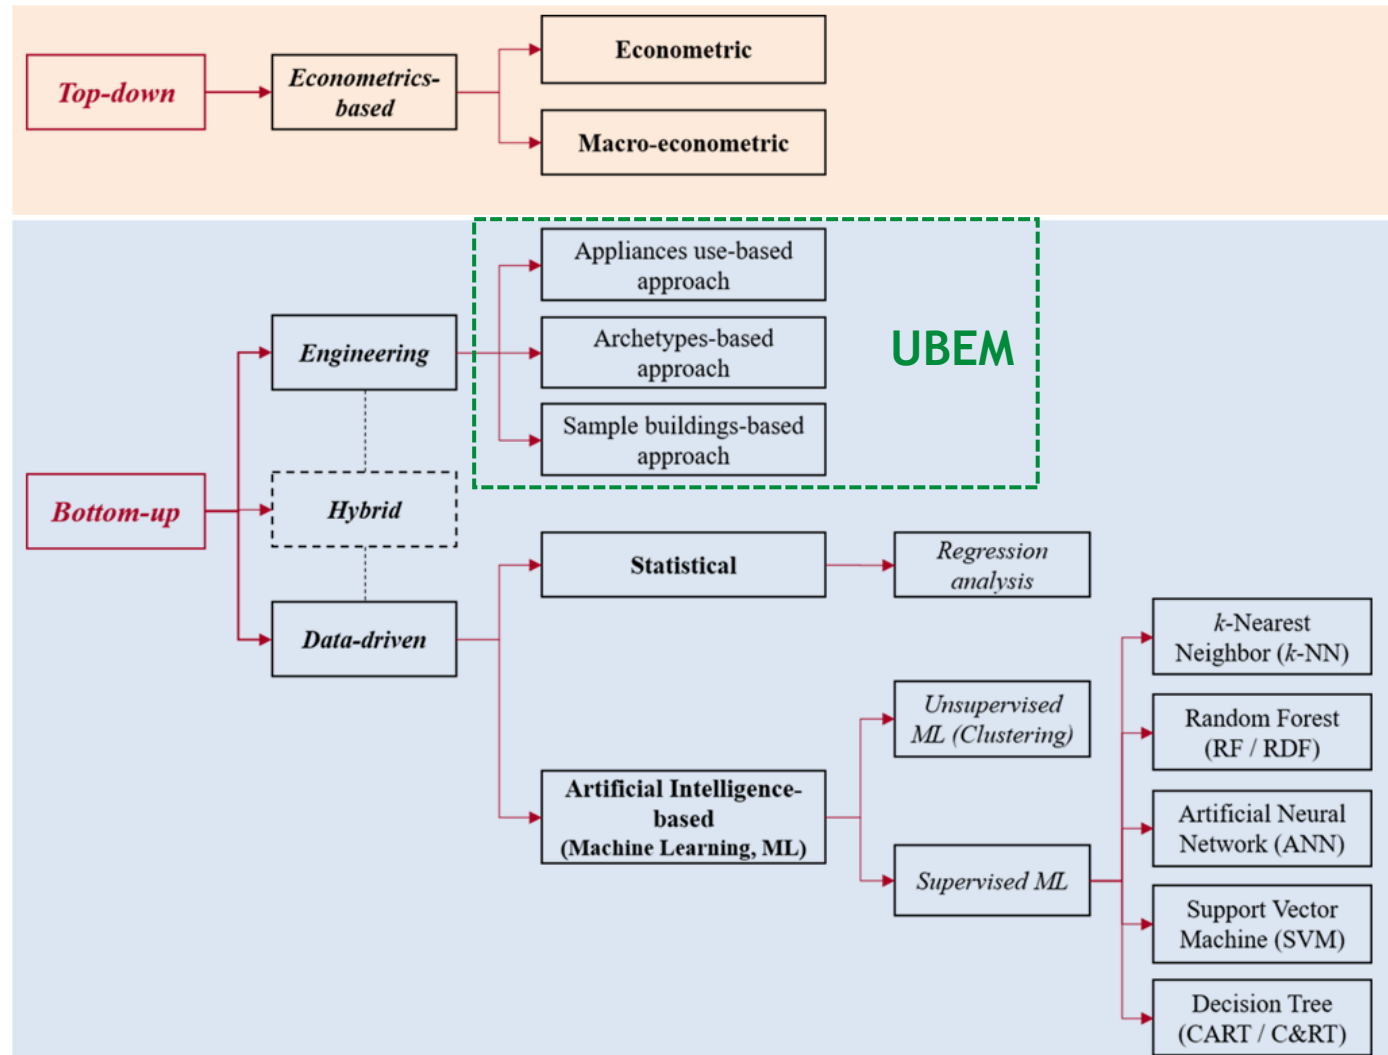 Top-down
Econometrics-
based
Econometric
Macro-econometric
Bottom-up
Engineering
Hybrid
Data-driven
Appliances use-based
approach
Archetypes-based
approach
Sample buildings-based
approach
UBEM
Statistical
Regression
analysis
Artificial Intelligence-
based
(Machine Learning, ML)
Unsupervised
ML (Clustering)
Supervised ML
k-Nearest
Neighbor (k-NN)
Random Forest
(RF / RDF)
Artificial Neural
Network (ANN)
Support Vector
Machine (SVM)
Decision Tree
(CART / C&RT)